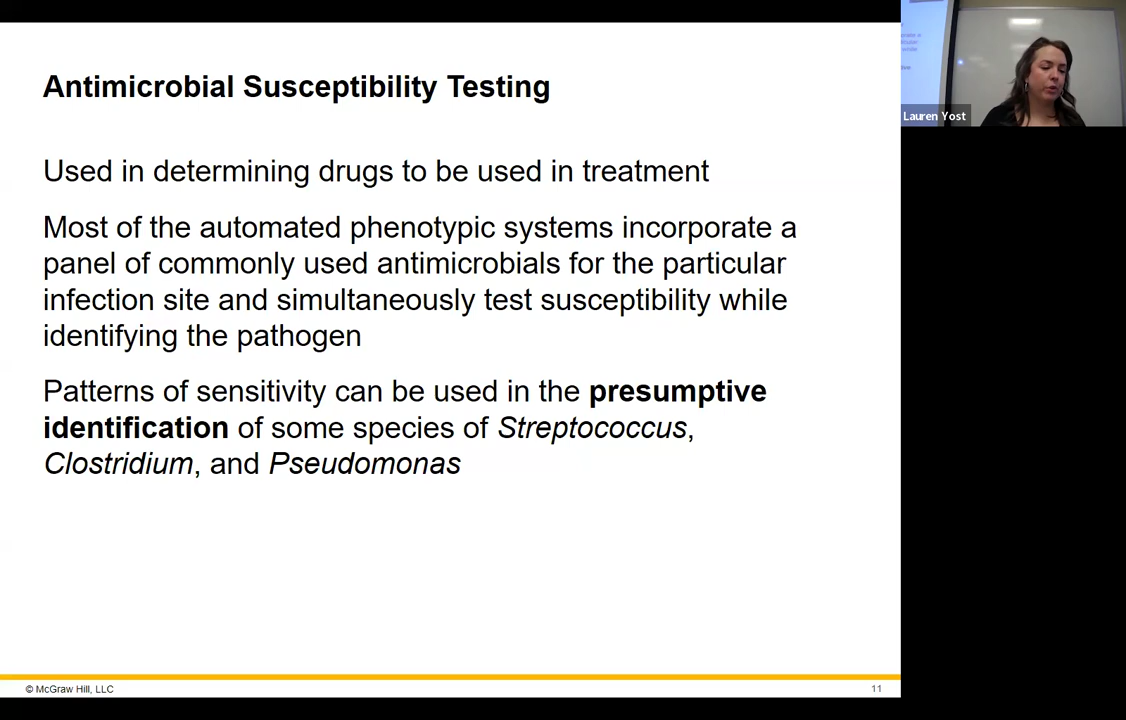 Antimicrobial Susceptibility Testing
Used in determining drugs to be used in treatment
Most of the automated phenotypic systems incorporate a
panel of commonly used antimicrobials for the particular
infection site and simultaneously test susceptibility while
identifying the pathogen
Patterns of sensitivity can be used in the presumptive
identification of some species of Streptococcus,
Clostridium, and Pseudomonas
© McGraw Hill, LLC
11
Lauren Yost